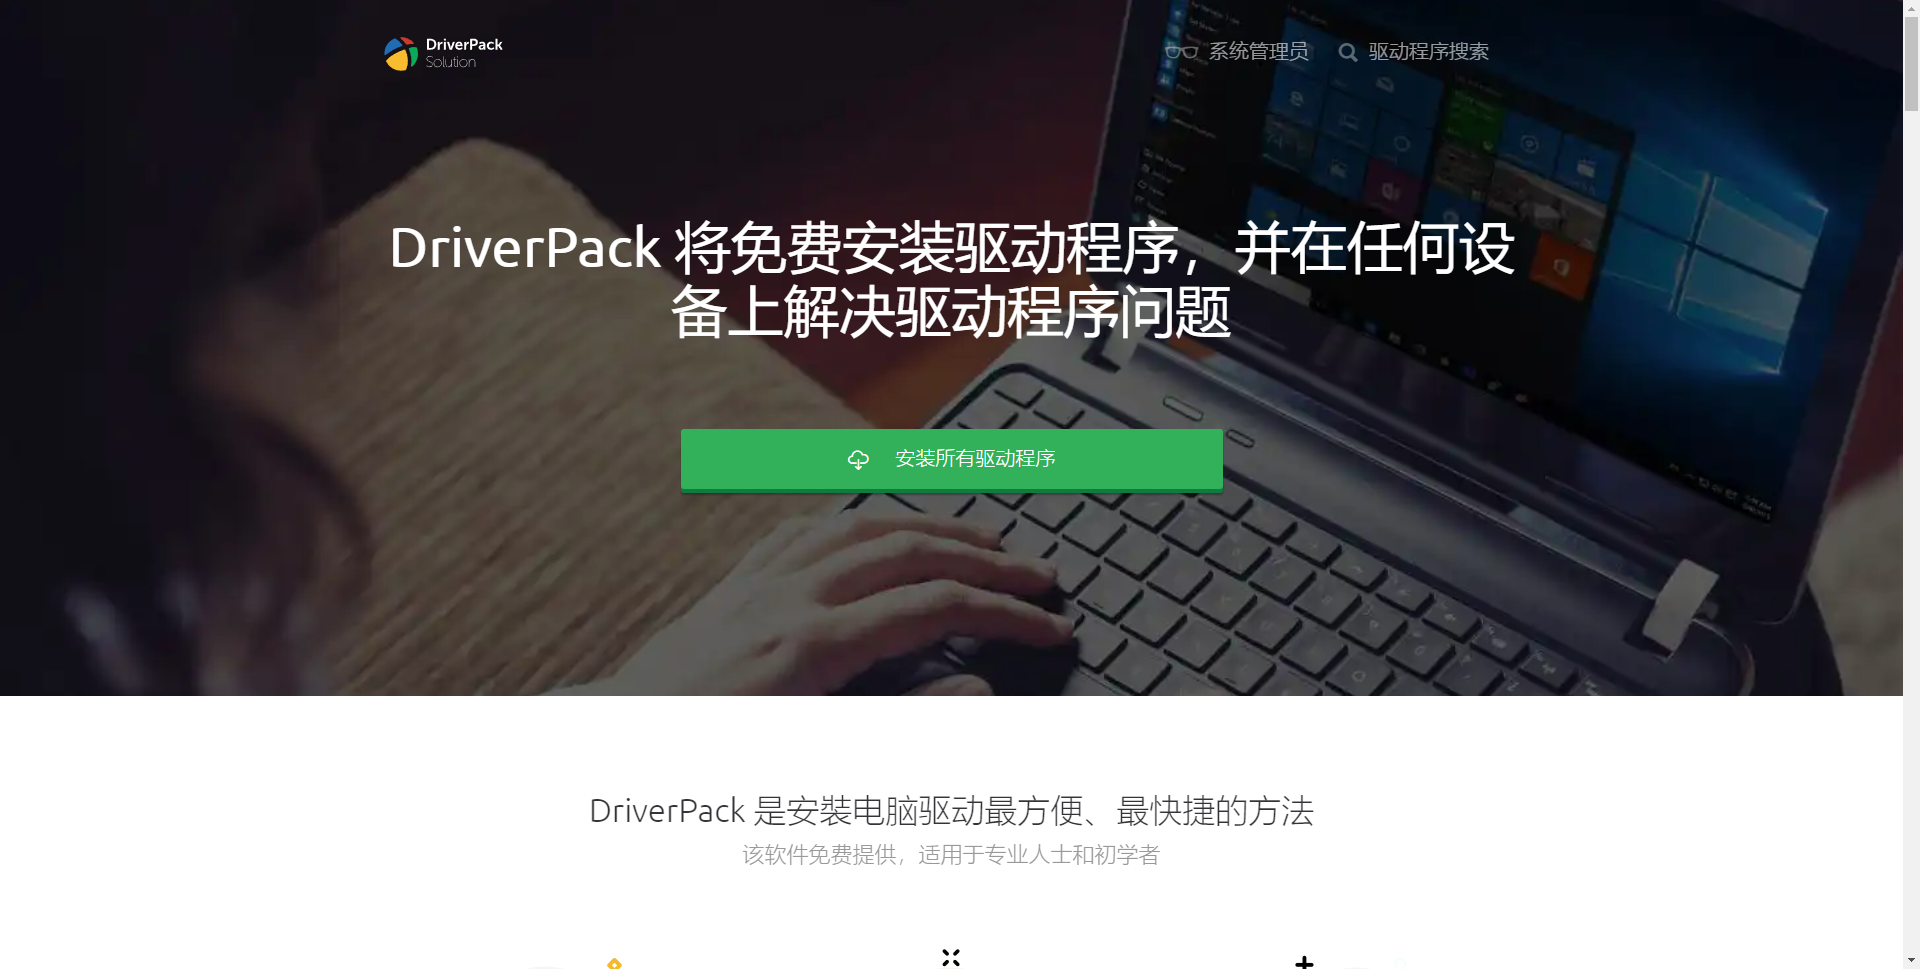 DriverPack
Solution
系统管理员
驱动程序搜索
DriverPack 将免费安装驱动程序，并在任何设
备上解决驱动程序问题
安装所有驱动程序
DriverPack 是安装电脑驱动最方便、最快捷的方法
该软件免费提供，适用于专业人士和初学者